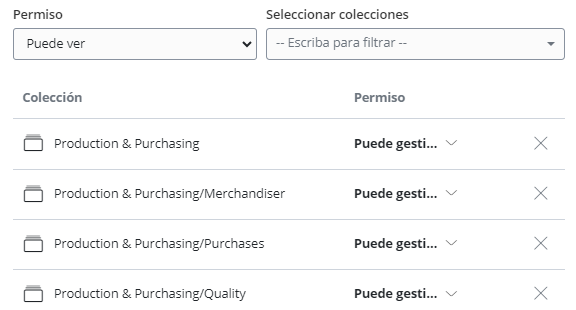 Permiso
Seleccionar colecciones
Puede ver
-- Escriba para filtrar --
Colección
Permiso
Production & Purchasing
Puede gesti...
Production & Purchasing/Merchandiser
Puede gesti...
Production & Purchasing/Purchases
Puede gesti...
Production & Purchasing/Quality
Puede gesti...